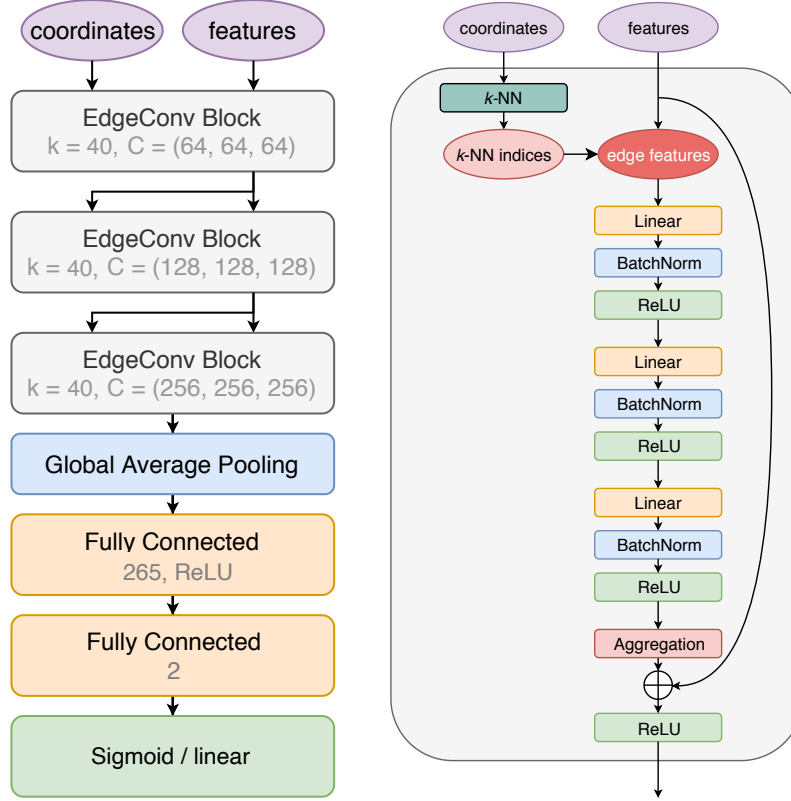 coordinates
features
EdgeConv Block
k = 40, C = (64, 64, 64)
EdgeConv Block
k = 40, C = (128, 128, 128)
EdgeConv Block
k = 40, C = (256, 256, 256)
Global Average Pooling
Fully Connected
265, ReLU
Fully Connected
2
Sigmoid / linear
coordinates
features
k-NN
k-NN indices
edge features
Linear
BatchNorm
ReLU
Linear
BatchNorm
ReLU
Linear
BatchNorm
ReLU
Aggregation
ReLU